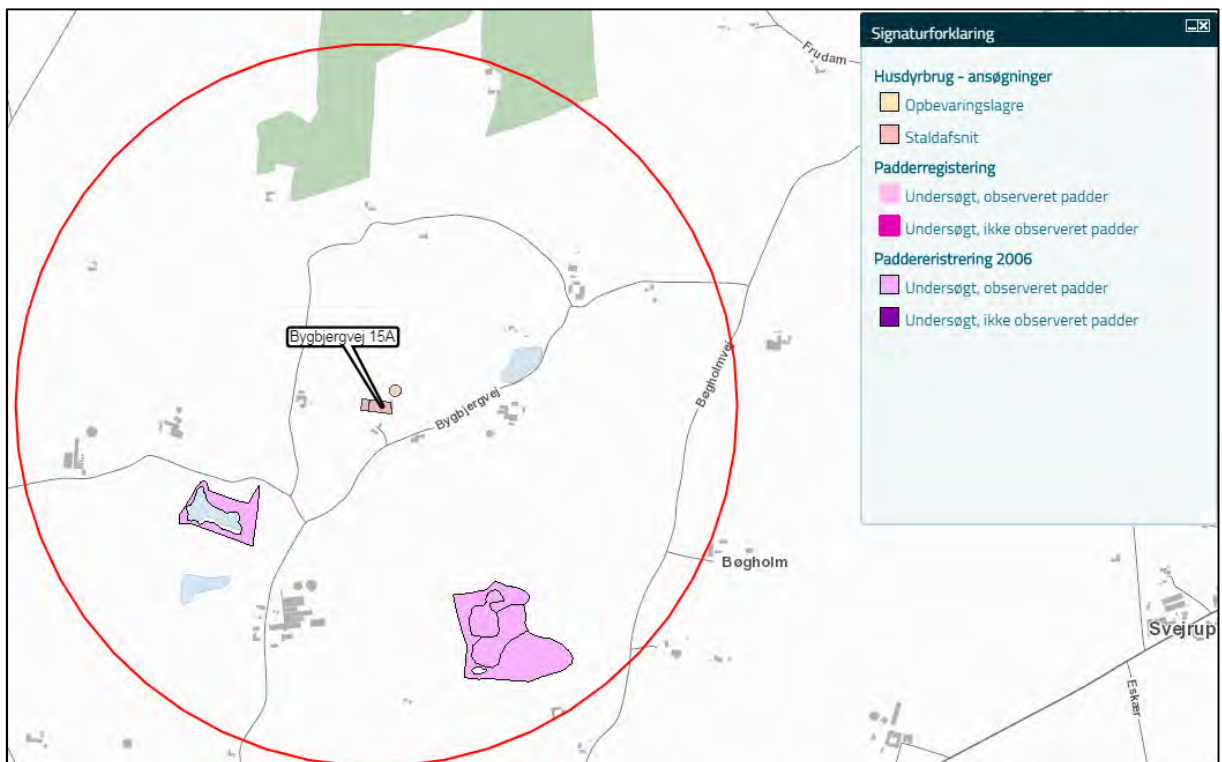 Signaturforklaring
Husdyrbrug - ansøgninger
Opbevaringslagre
Staldafsnit
Padderregistering
Undersøgt, observeret padder
Undersøgt, ikke observeret padder
Paddereristrering 2006
Undersøgt, observeret padder
Undersøgt, ikke observeret padder
Frudam
Bygbjergvej 15A
Bygbjergvej
Bøgholmvej
Bøgholm
Svejrup
Eskær